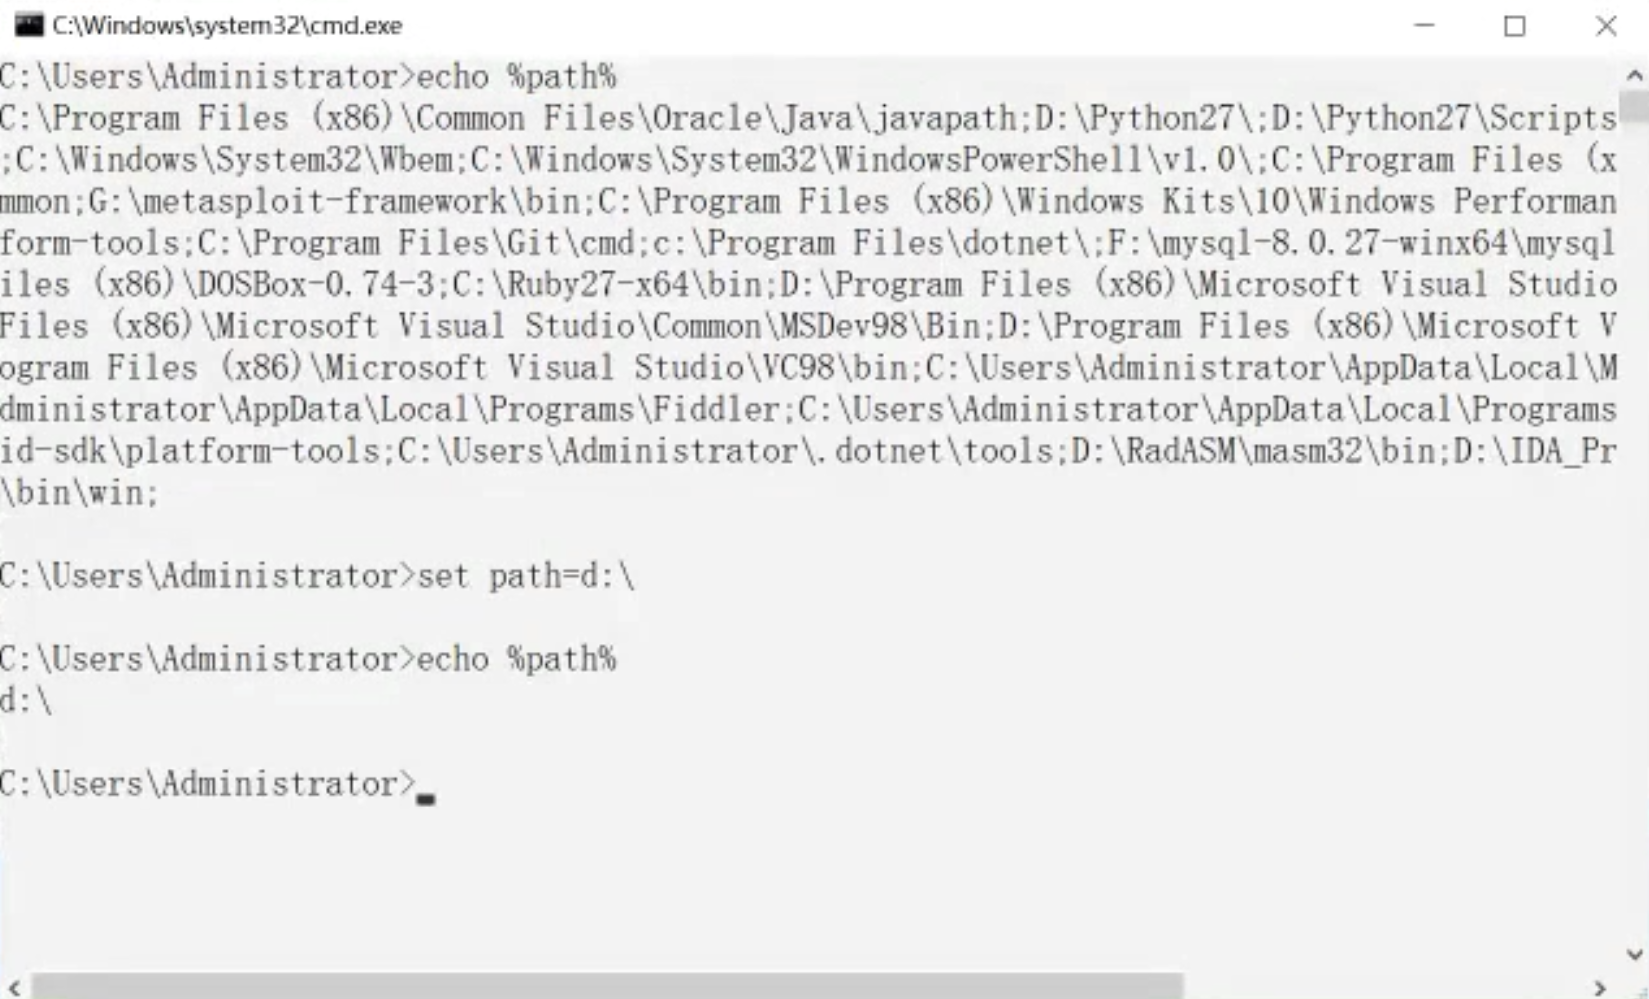 C:\Windows\system32\cmd.exe
C:\Users\Administrator>echo %path%
C:\Program Files (x86)\Common Files\Oracle\Java\javapath;D:\Python27\;D:\Python27\Scripts
;C:\Windows\System32\Wbem;C:\Windows\System32\WindowsPowerShell\v1.0\;C:\Program Files (x
mmon;G:\metasploit-framework\bin;C:\Program Files (x86)\Windows Kits\10\Windows Performan
form-tools;C:\Program Files\Git\cmd;c:\Program Files\dotnet\;F:\mysql-8.0.27-winx64\mysql
iles (x86)\DOSBox-0.74-3;C:\Ruby27-x64\bin;D:\Program Files (x86)\Microsoft Visual Studio
Files (x86)\Microsoft Visual Studio\Common\MSDev98\Bin;D:\Program Files (x86)\Microsoft V
ogram Files (x86)\Microsoft Visual Studio\VC98\bin;C:\Users\Administrator\AppData\Local\M
dministrator\AppData\Local\Programs\Fiddler;C:\Users\Administrator\AppData\Local\Programs
id-sdk\platform-tools;C:\Users\Administrator\.dotnet\tools;D:\RadASM\masm32\bin;D:\IDA_Pr
\bin\win;
C:\Users\Administrator>set path=d:\
C:\Users\Administrator>echo %path%
d:\
C:\Users\Administrator>